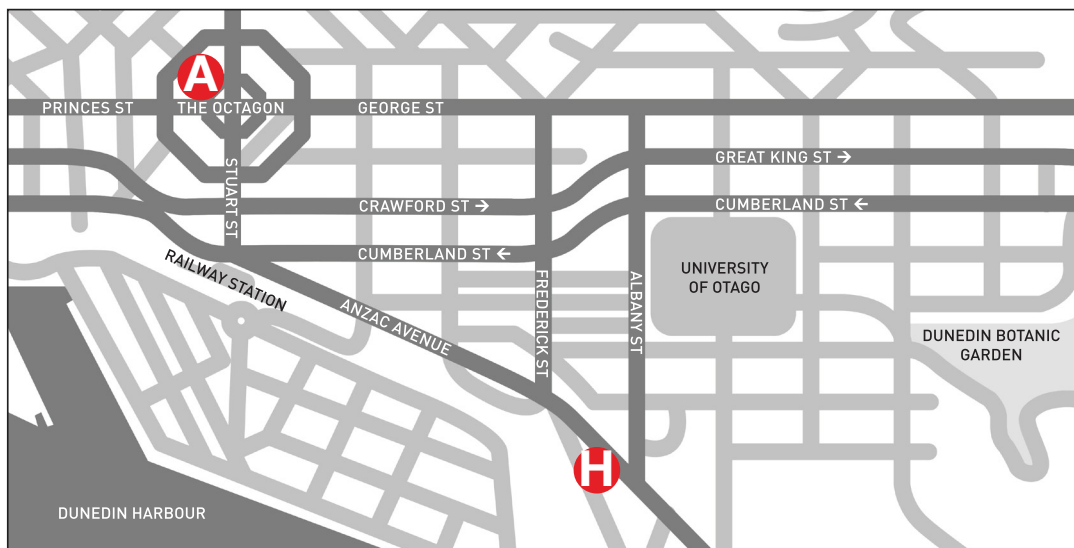 A
PRINCES ST
THE OCTAGON
GEORGE ST
STUART ST
GREAT KING ST →
CRAWFORD ST →
CUMBERLAND ST ←
CUMBERLAND ST ←
RAILWAY STATION
ANZAC AVENUE
FREDERICK ST
ALBANY ST
UNIVERSITY
OF OTAGO
DUNEDIN BOTANIC
GARDEN
H
DUNEDIN HARBOUR